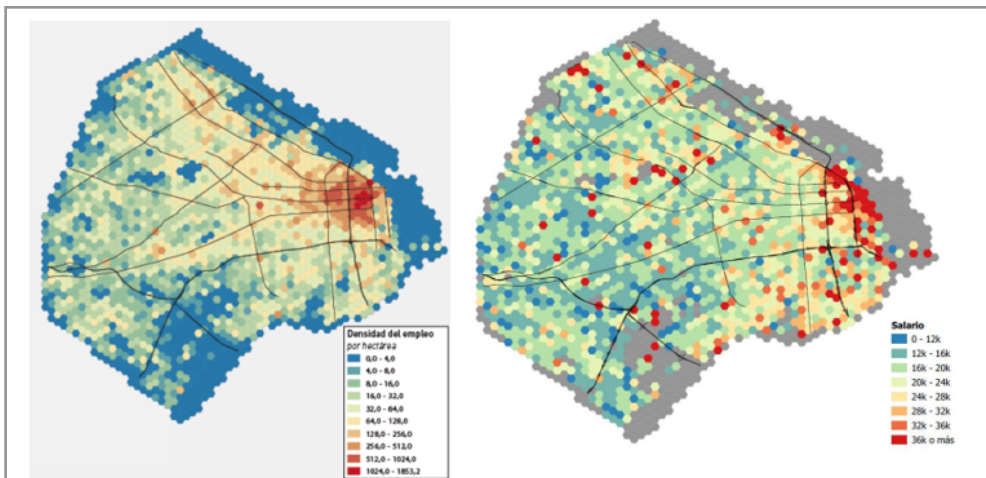 Densidad del empleo
por hectárea
0,0 - 4,0
4,0 - 8,0
8,0 - 16,0
16,0 - 32,0
32,0 - 64,0
64,0 - 128,0
128,0 - 256,0
256,0 - 512,0
512,0 - 1024,0
1024,0 - 1853,2
Salario
0 - 12k
12k - 16k
16k - 20k
20k - 24k
24k - 28k
28k - 32k
32k - 36k
36k o más